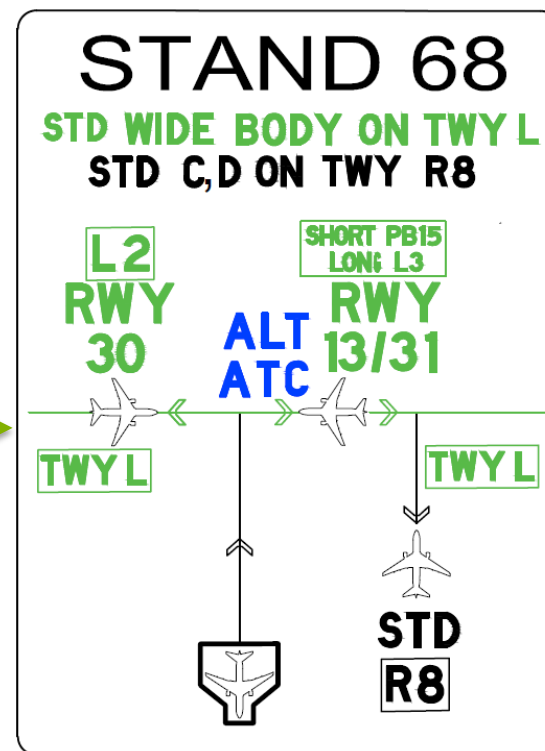 STAND 68
STD WIDE BODY ON TWY L
STD C,D ON TWY R8
L2
RWY
30
ALT
ATC
SHORT PB15
LONG L3
RWY
13/31
TWY L
TWY L
STD
R8